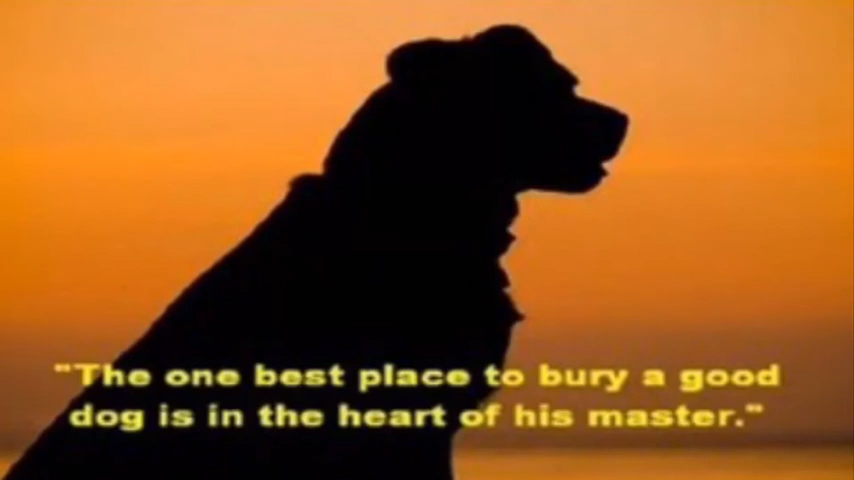 "The one best place to bury a good
dog is in the heart of his master."